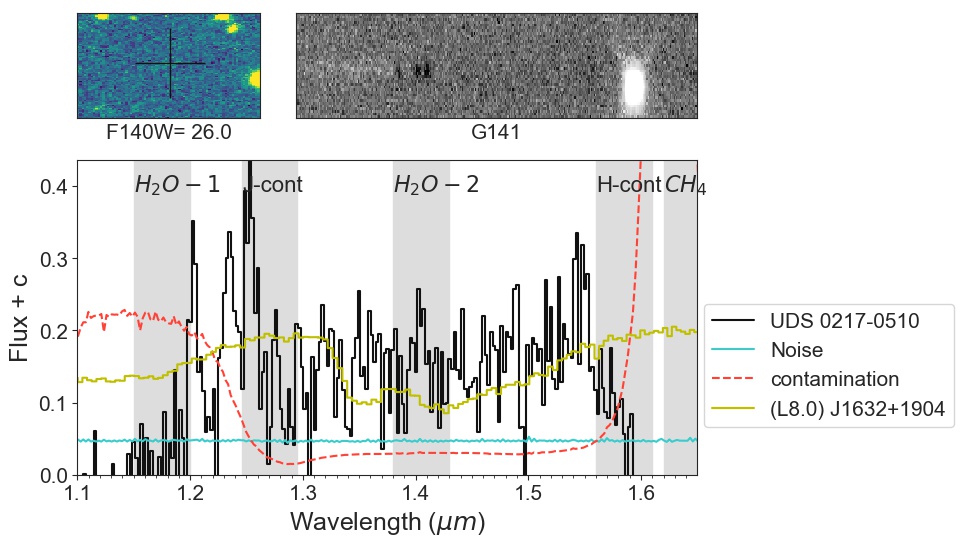 F140W= 26.0
G141
H₂O − 1
-cont
H₂O − 2
H-cont
CH₄
Flux + c
0.4
0.3
0.2
0.1
0.0
1.1
1.2
1.3
1.4
1.5
1.6
Wavelength (μm)
UDS 0217-0510
Noise
contamination
(L8.0) J1632+1904